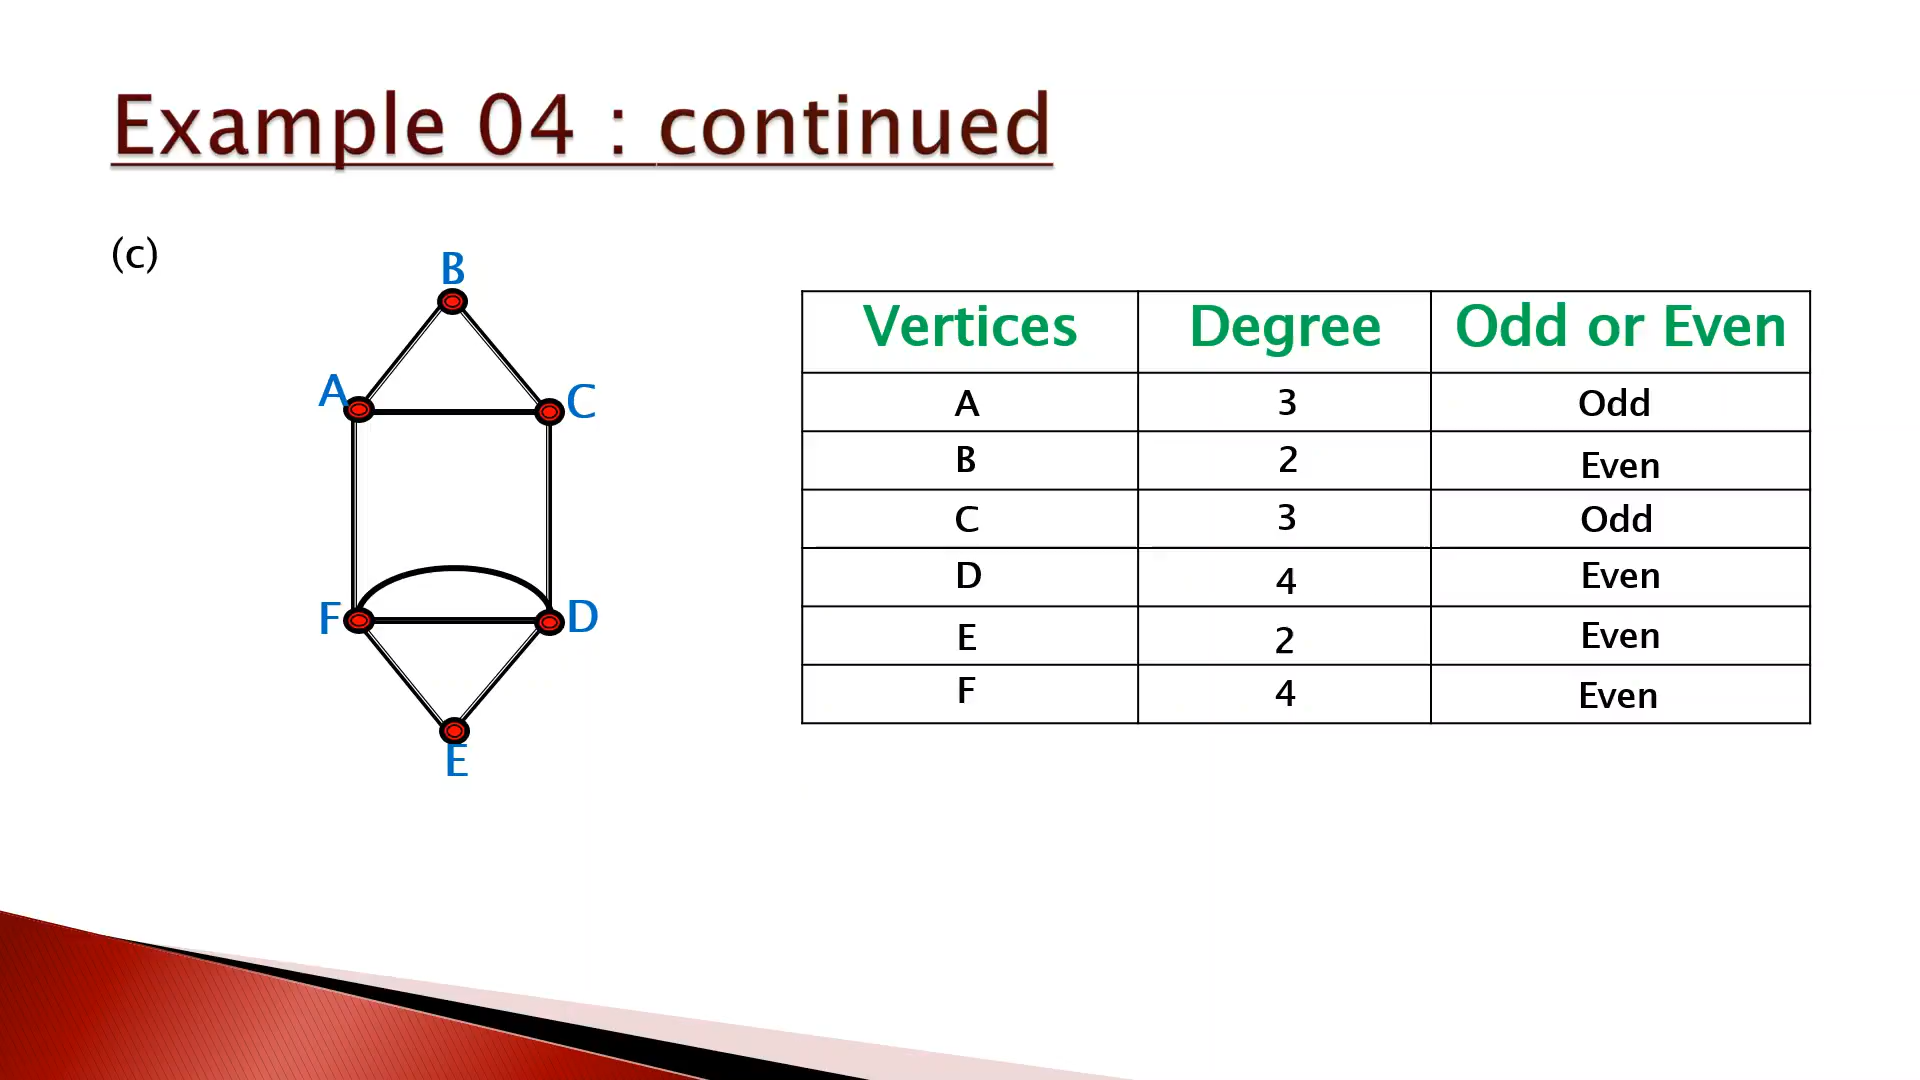 Example 04 : continued
(c)
B
A
C
F
D
E
Vertices Degree Odd or Even
A 3 Odd
B 2 Even
C 3 Odd
D 4 Even
E 2 Even
F 4 Even